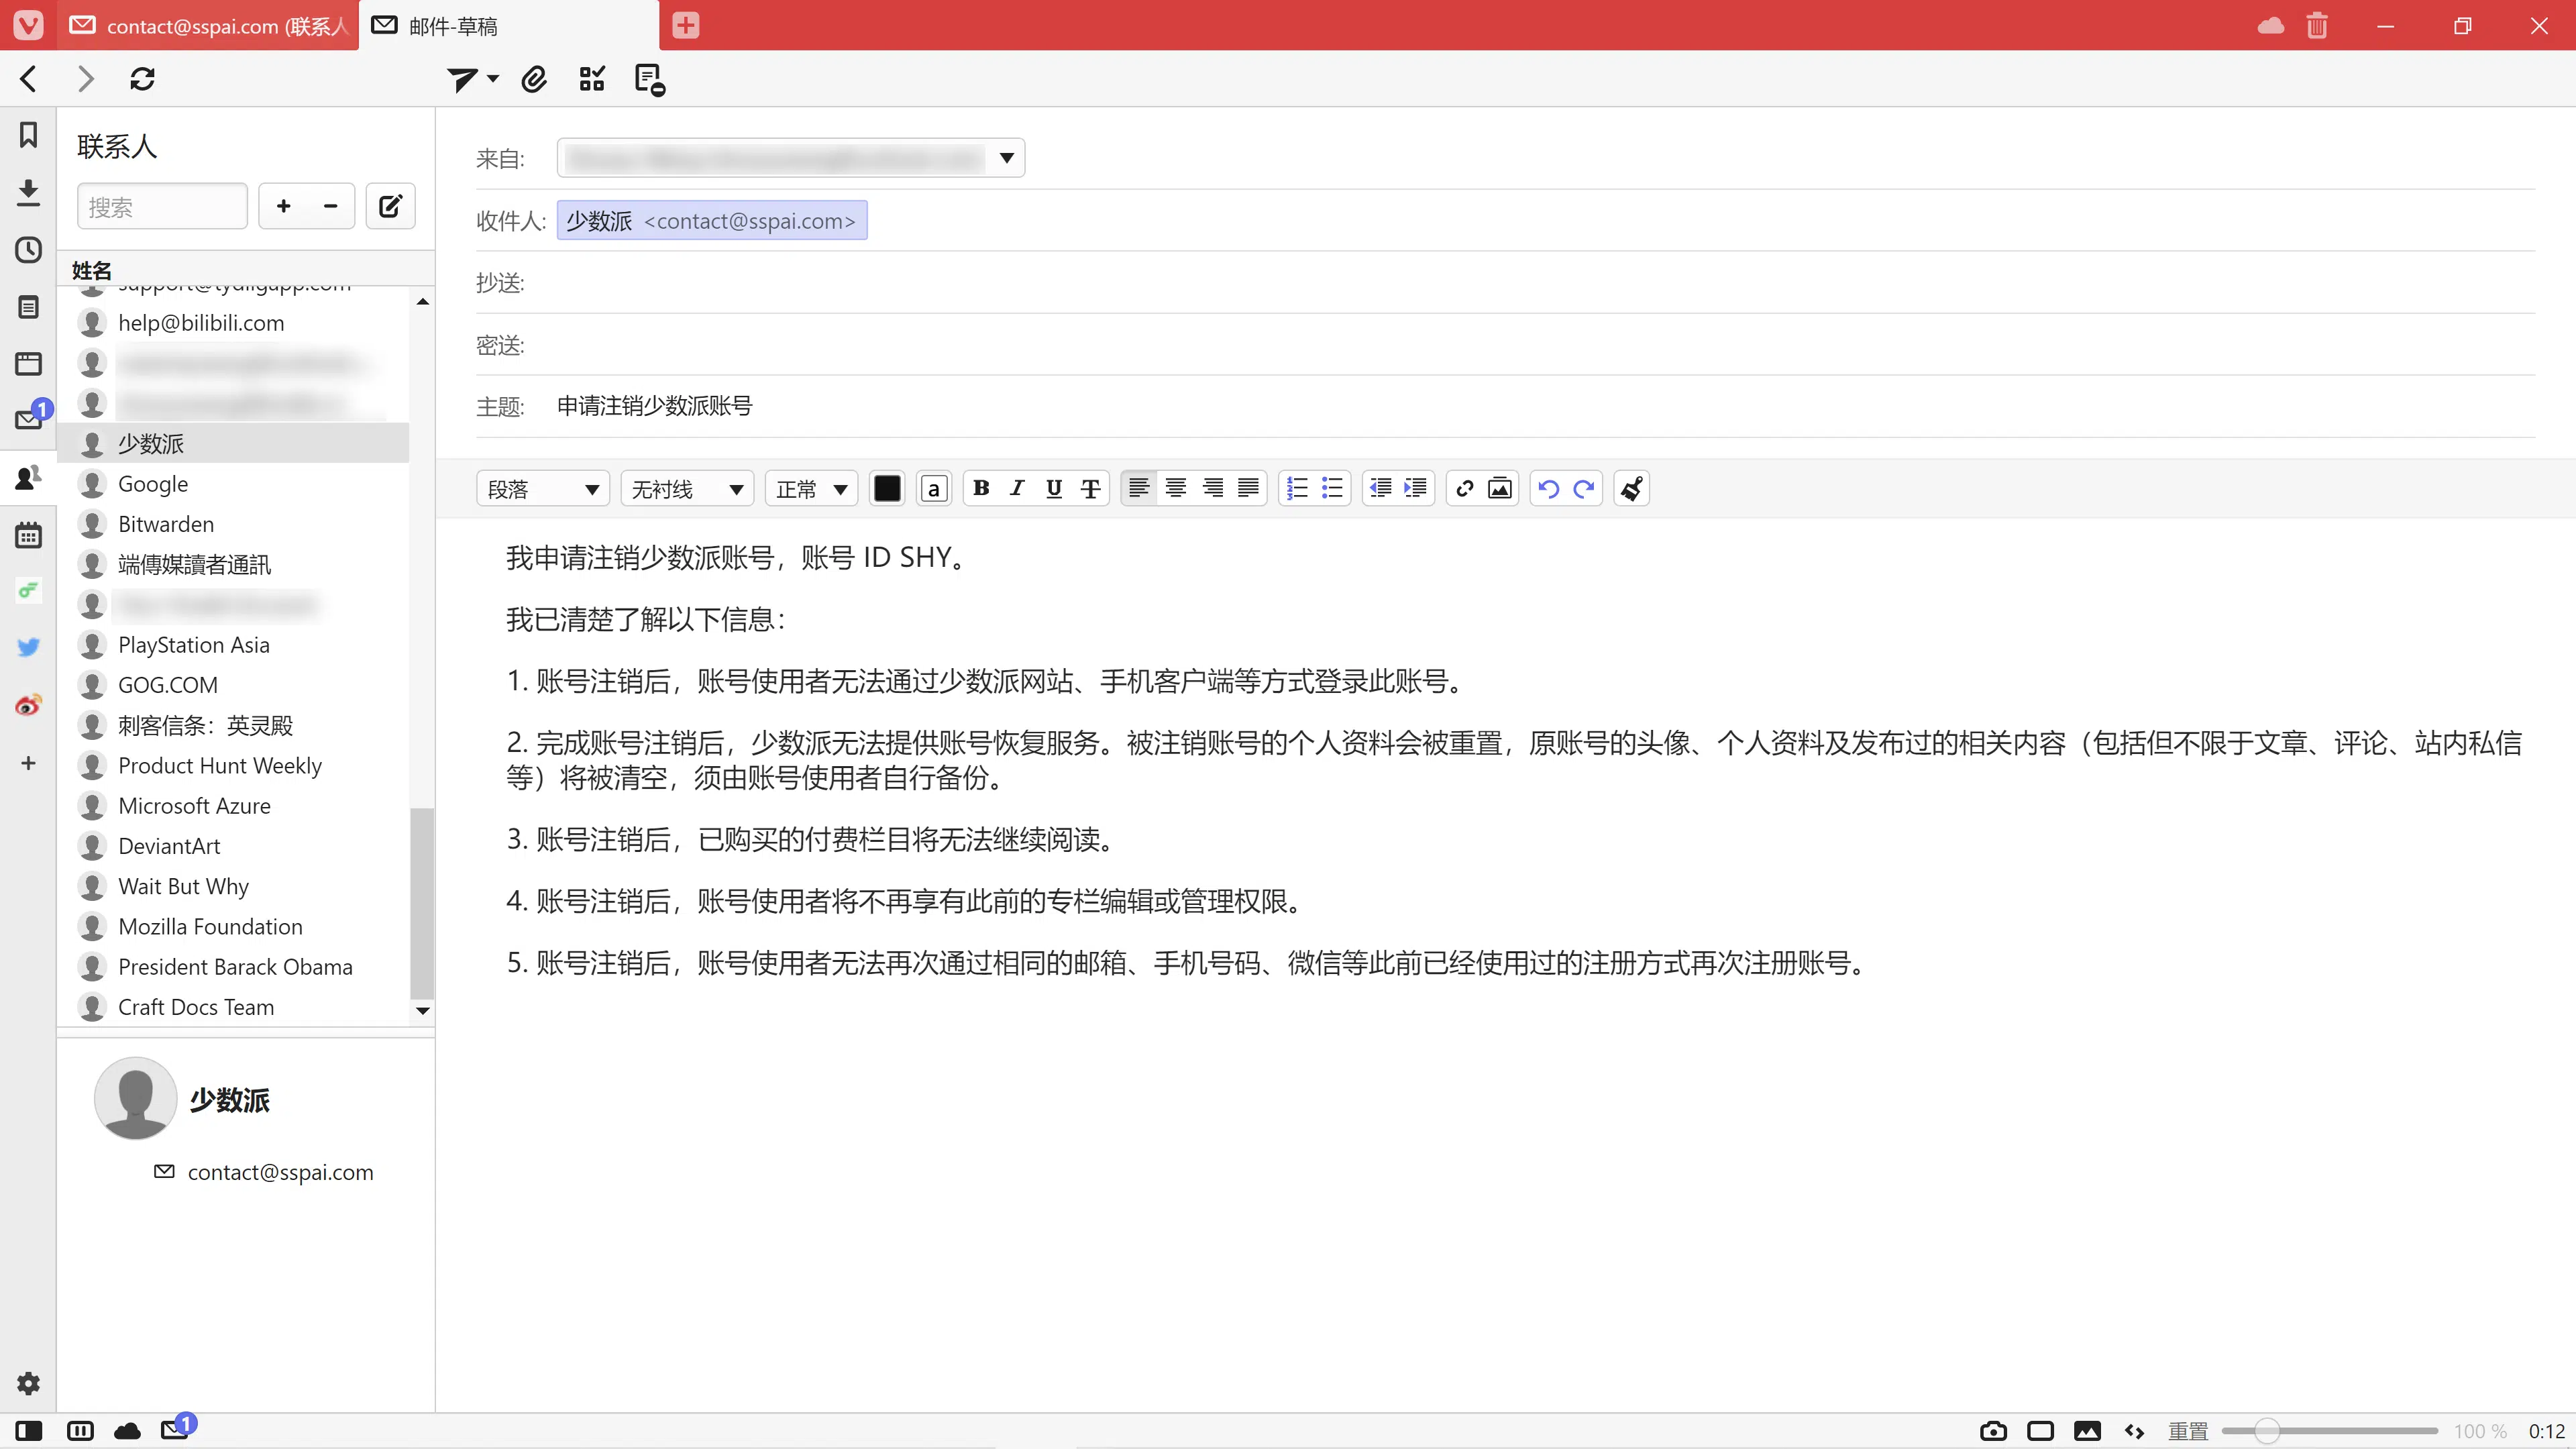 contact@sspai.com (联系人
邮件-草稿
联系人
搜索
姓名
help@bilibili.com
少数派
Google
Bitwarden
端傳媒讀者通訊
PlayStation Asia
GOG.COM
刺客信条：英灵殿
Product Hunt Weekly
Microsoft Azure
DeviantArt
Wait But Why
Mozilla Foundation
President Barack Obama
Craft Docs Team
少数派
contact@sspai.com
来自:
收件人: 少数派 <contact@sspai.com>
抄送:
密送:
主题: 申请注销少数派账号
段落 无衬线 正常 a B I U T
我申请注销少数派账号，账号 ID SHY。
我已清楚了解以下信息：
1. 账号注销后，账号使用者无法通过少数派网站、手机客户端等方式登录此账号。
2. 完成账号注销后，少数派无法提供账号恢复服务。被注销账号的个人资料会被重置，原账号的头像、个人资料及发布过的相关内容（包括但不限于文章、评论、站内私信
等）将被清空，须由账号使用者自行备份。
3. 账号注销后，已购买的付费栏目将无法继续阅读。
4. 账号注销后，账号使用者将不再享有此前的专栏编辑或管理权限。
5. 账号注销后，账号使用者无法再次通过相同的邮箱、手机号码、微信等此前已经使用过的注册方式再次注册账号。
1
1
重置 100 % 0:12